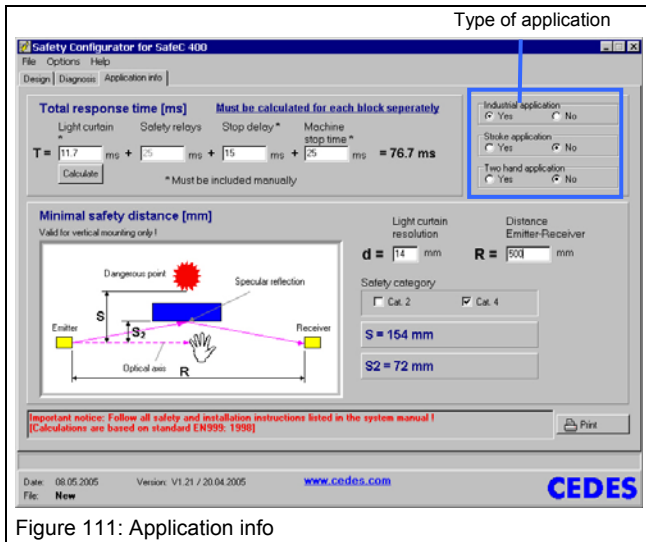 Type of application
Safety Configurator for SafeC 400
File Options Help
Design Diagnosis Application info
Total response time [ms] Must be calculated for each block seperately
Light curtain * Safety relays Stop delay * Machine stop time *
T = 11.7 ms + 25 ms + 15 ms + 25 ms = 76.7 ms
Calculate * Must be included manually
Industrial application
Yes No
Stroke application
Yes No
Two hand application
Yes No
Minimal safety distance [mm]
Valid for vertical mounting only !
Dangerous point
Specular reflection
S
S2
Emitter
Receiver
Optical axis
R
Light curtain resolution
Distance Emitter-Receiver
d = 14 mm R = 500 mm
Safety category
Cat. 2 Cat. 4
S = 154 mm
S2 = 72 mm
Important notice: Follow all safety and installation instructions listed in the system manual !
[Calculations are based on standard EN999: 1998]
Print
Date: 08.05.2005 Version: V1.21 / 20.04.2005 www.cedes.com
File: New
CEDES
Figure 111: Application info